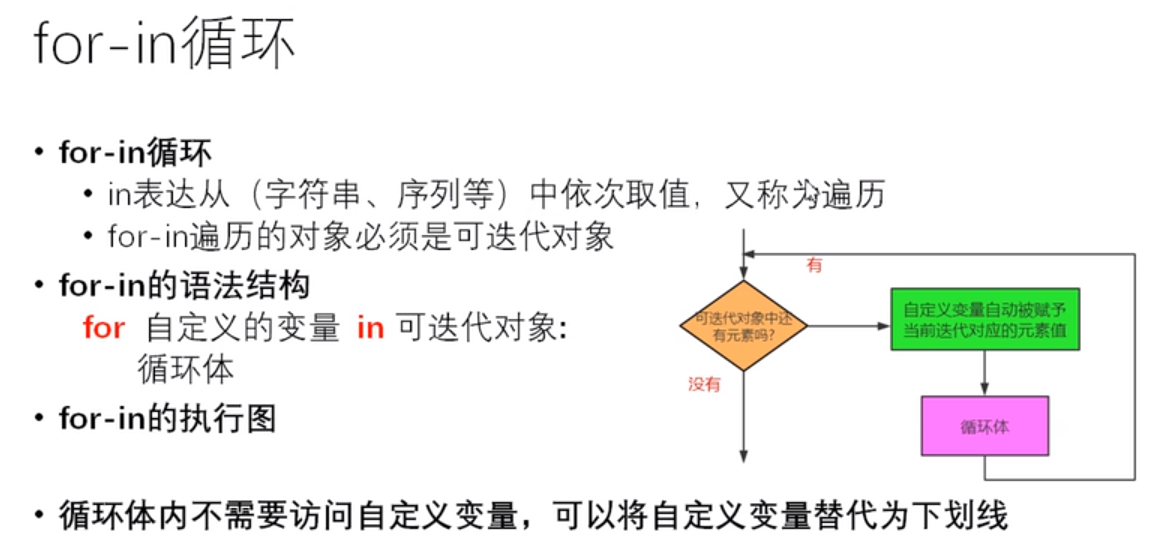 for-in循环
• for-in循环
• in表达从（字符串、序列等）中依次取值，又称为遍历
• for-in遍历的对象必须是可迭代对象
• for-in的语法结构
for 自定义的变量 in 可迭代对象:
循环体
• for-in的执行图
有
可迭代对象中还
有元素吗?
自定义变量自动被赋予
当前迭代对应的元素值
没有
循环体
• 循环体内不需要访问自定义变量，可以将自定义变量替代为下划线